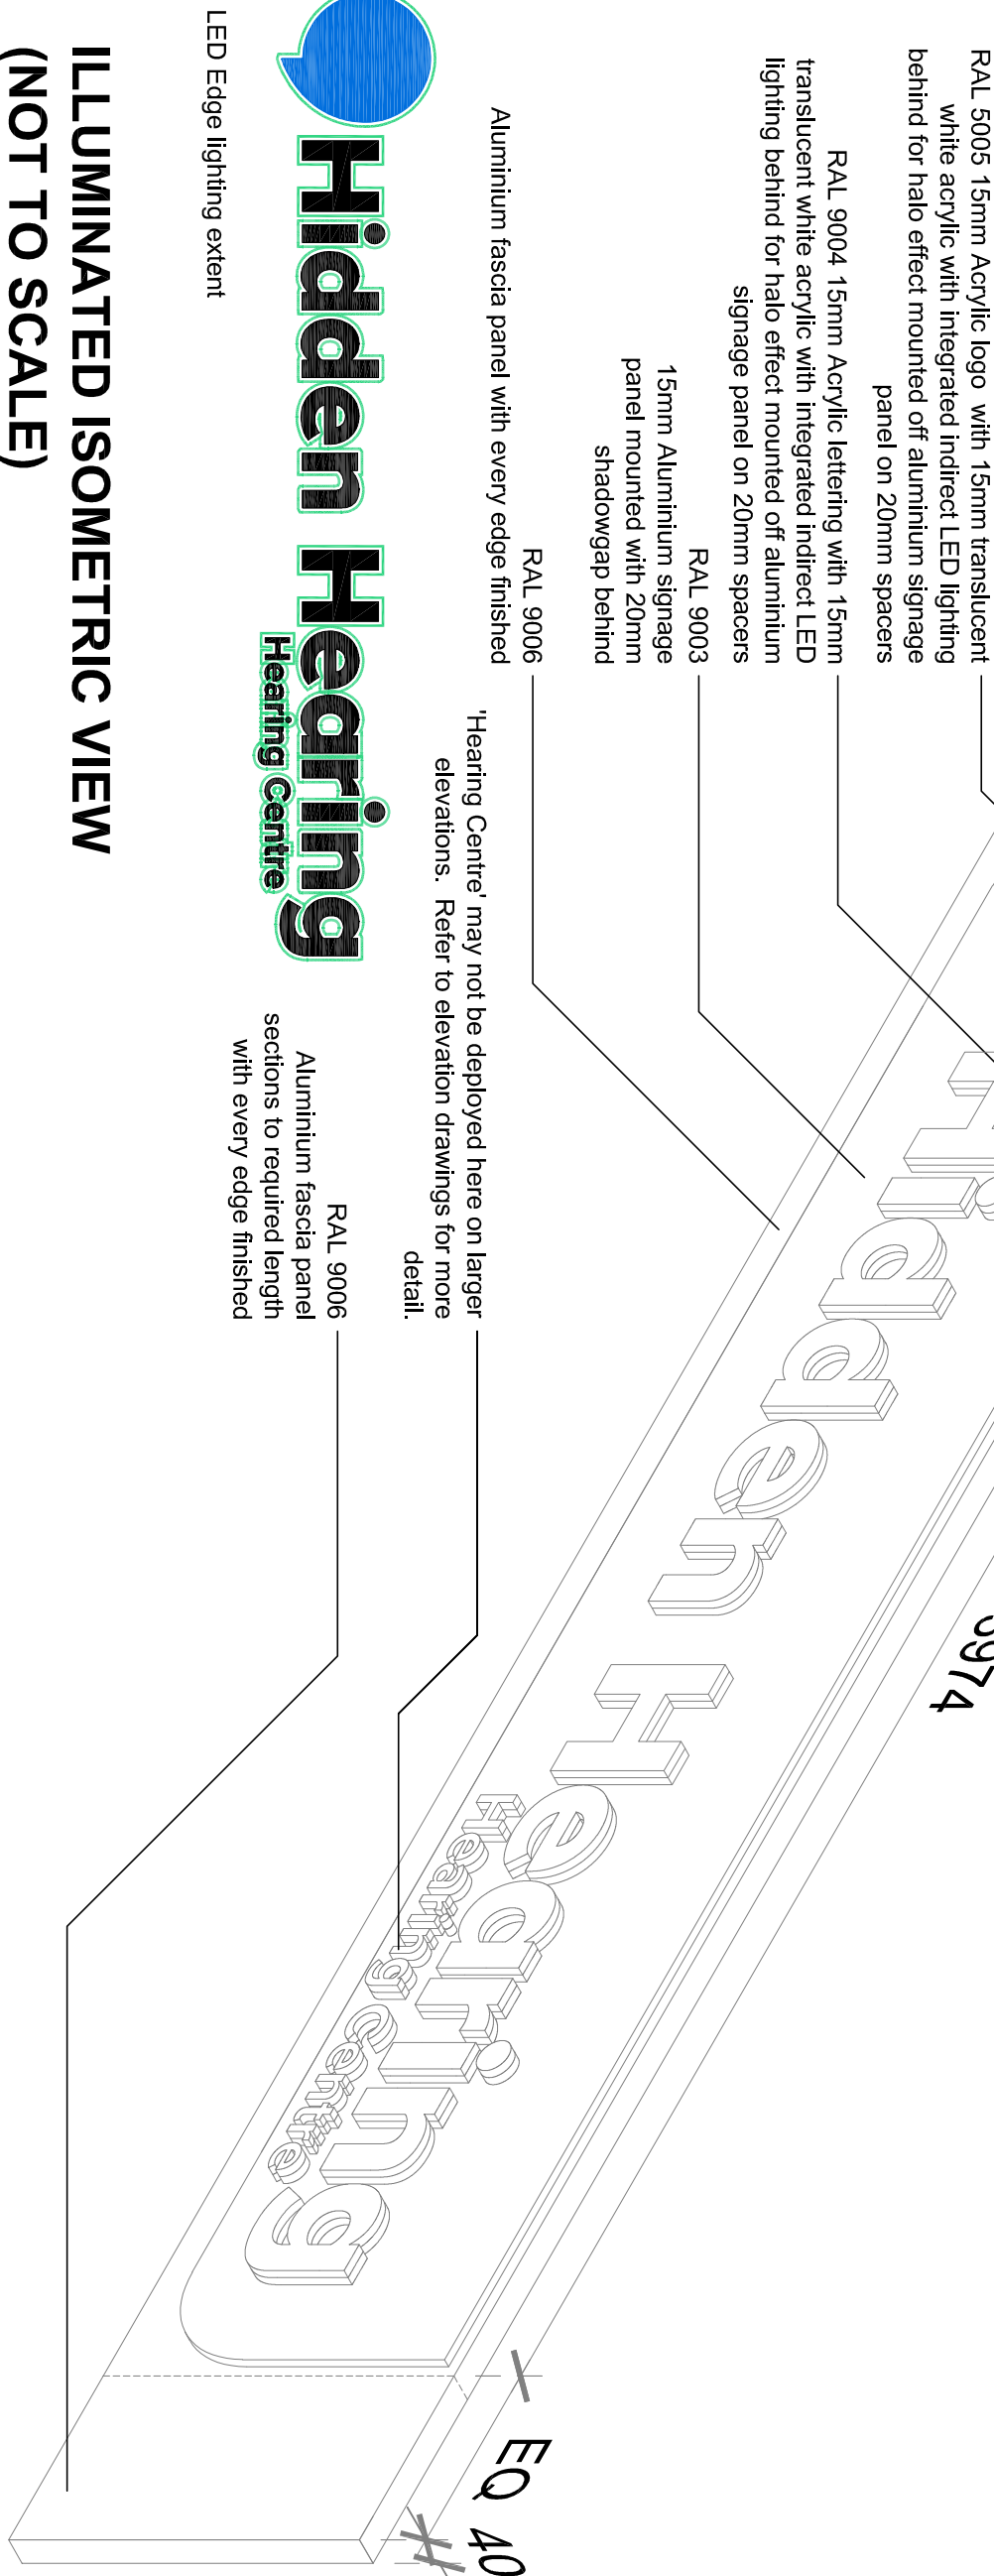 RAL 5005 15mm Acrylic logo with 15mm translucent
white acrylic with integrated indirect LED lighting
behind for halo effect mounted off aluminium signage
panel on 20mm spacers
RAL 9004 15mm Acrylic lettering with 15mm
translucent white acrylic with integrated indirect LED
lighting behind for halo effect mounted off aluminium
signage panel on 20mm spacers
RAL 9003
15mm Aluminium signage
panel mounted with 20mm
shadowgap behind
RAL 9006
Aluminium fascia panel with every edge finished
'Hearing Centre' may not be deployed here on larger
elevations. Refer to elevation drawings for more
detail.
RAL 9006
Aluminium fascia panel
sections to required length
with every edge finished
Hidden Hearing
Hearing Centre
LED Edge lighting extent
Hidden Hearing
Hearing Centre
EQ 40
ILLUMINATED ISOMETRIC VIEW
(NOT TO SCALE)